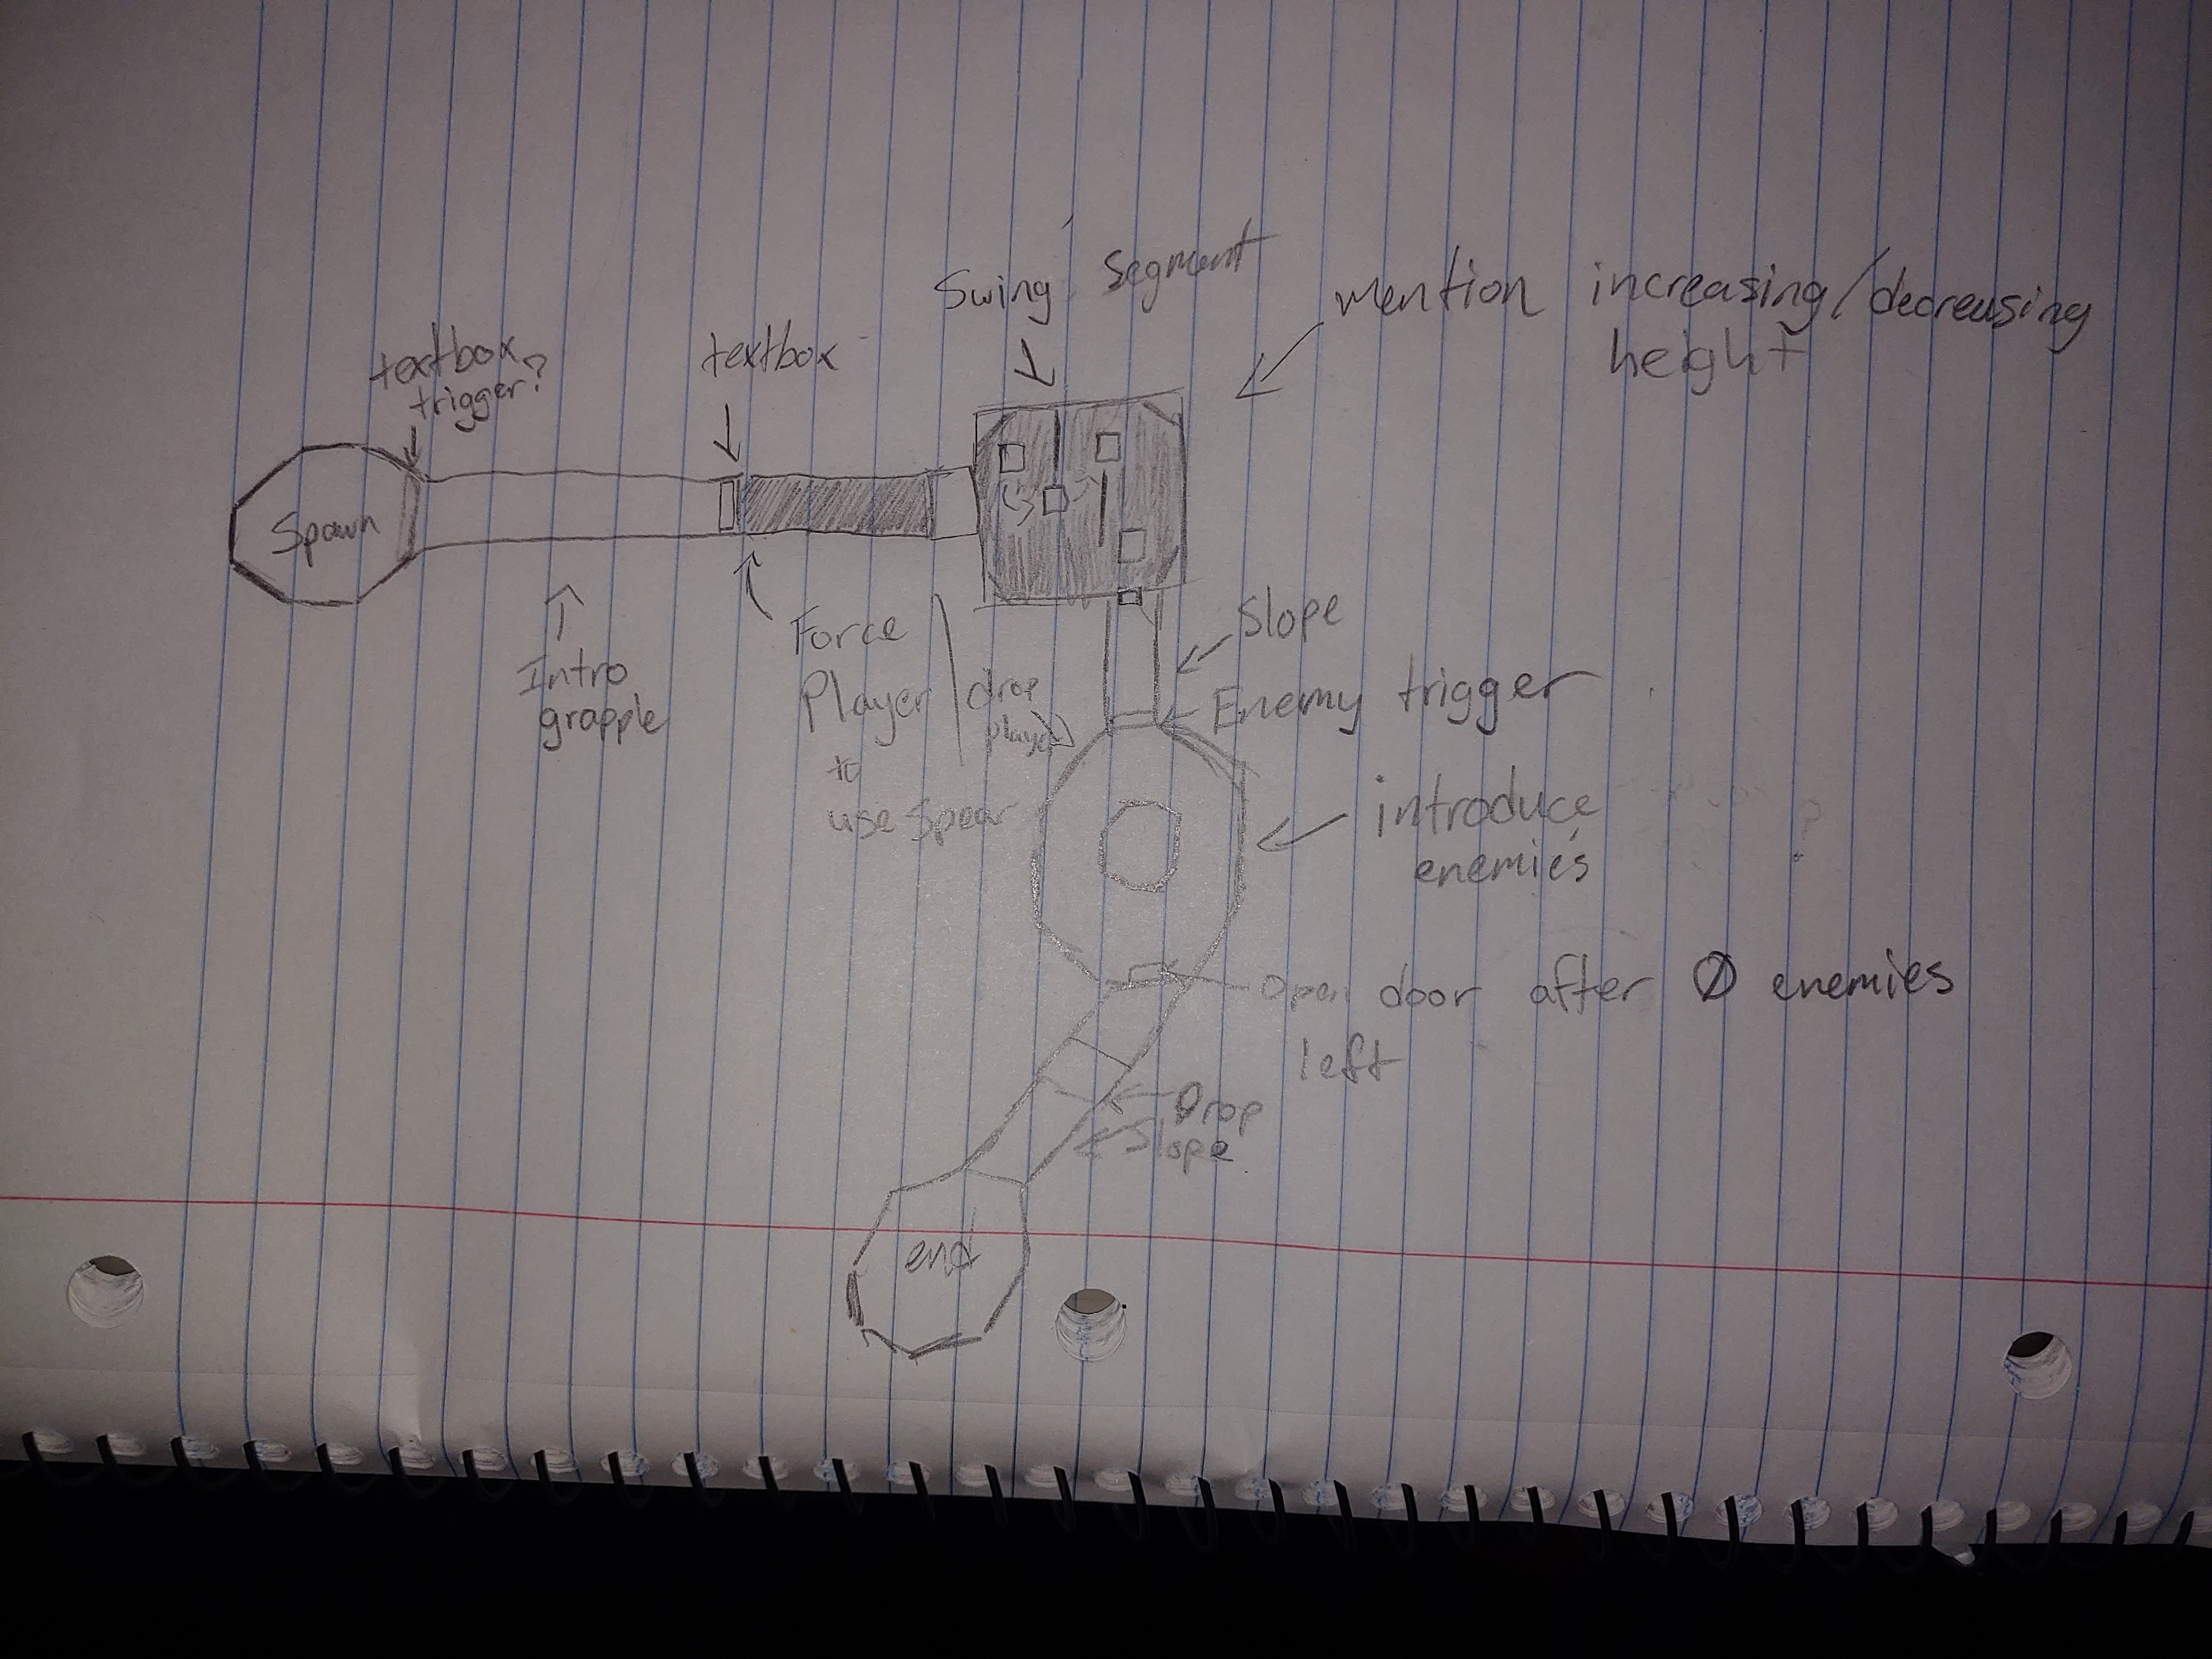 Swing Segment
mention increasing/decreasing
height
textbox
trigger?
textbox
Spawn
Intro
grapple
Force
Player
to
use Spear
drop
player
Slope
Enemy trigger
introduce
enemies
Open door after Ø enemies
left
Drop
Slope
end